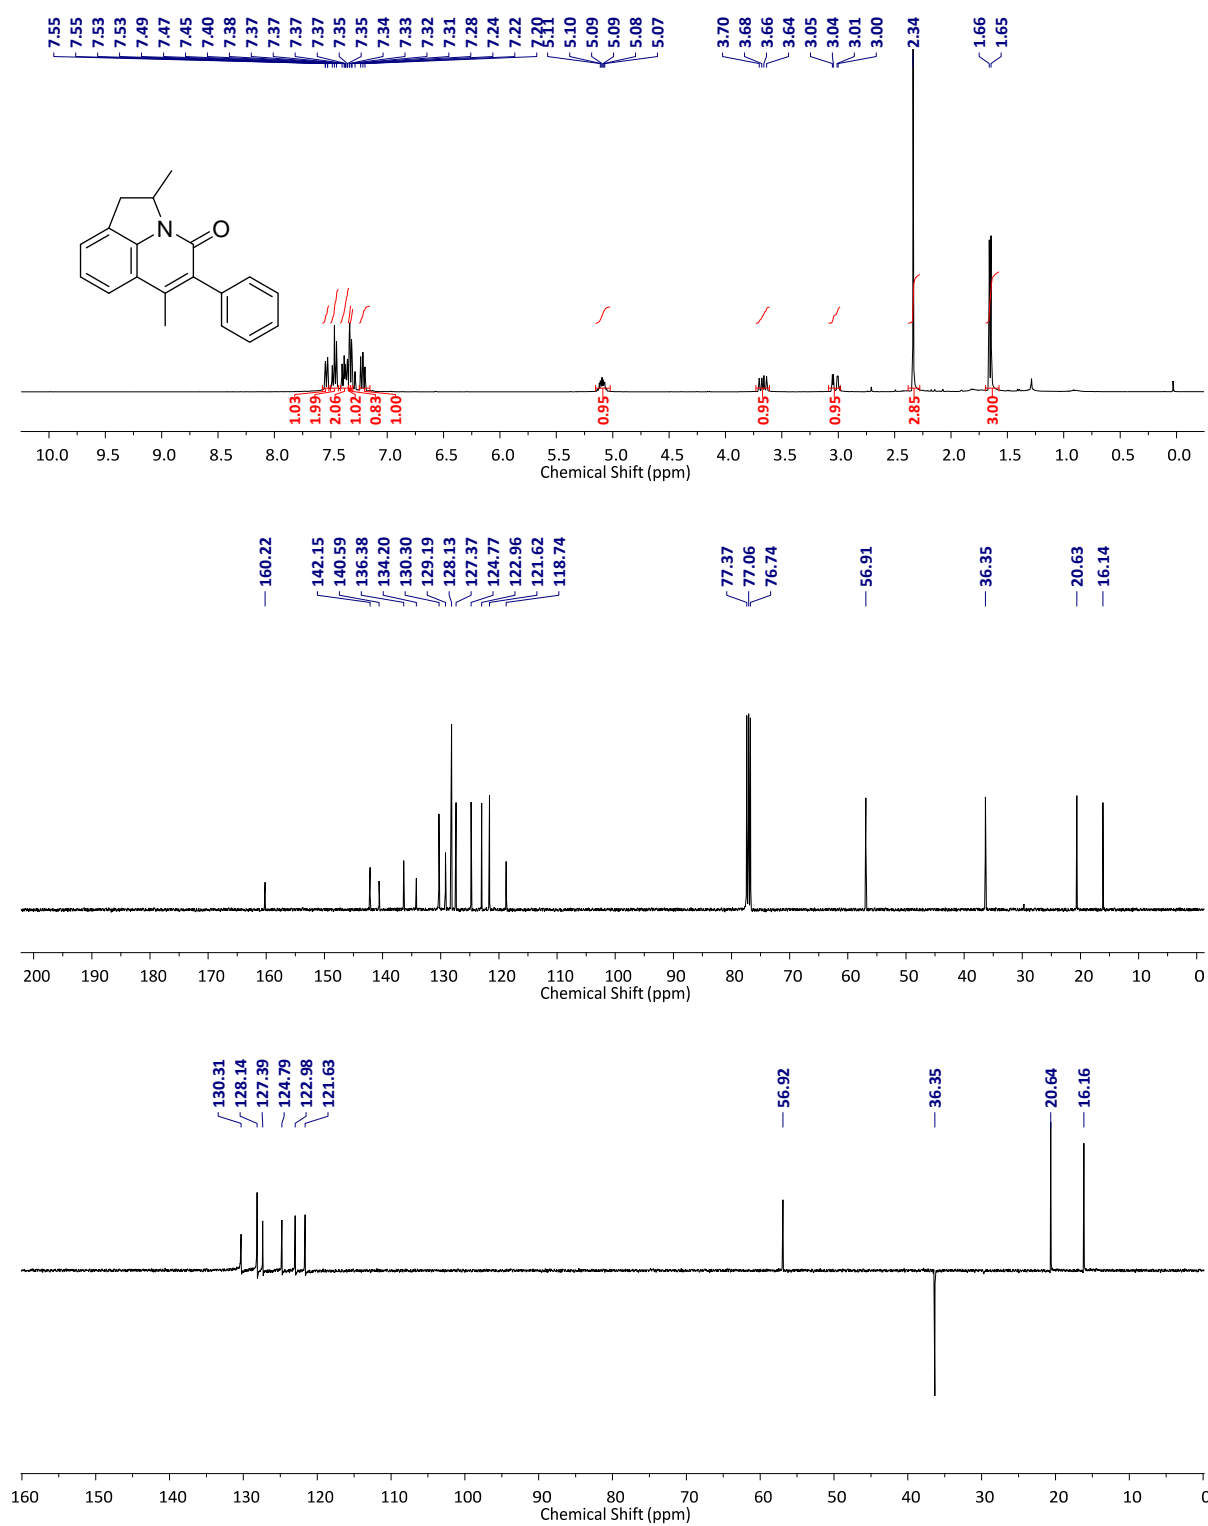 7.55 7.55 7.53 7.53 7.49 7.47 7.45 7.40 7.38 7.37 7.37 7.37 7.37 7.35 7.35 7.34 7.33 7.32 7.31 7.28 7.24 7.22 7.20 5.11 5.10 5.09 5.09 5.08 5.07 3.70 3.68 3.66 3.64 3.05 3.04 3.01 3.00 2.34 1.66 1.65
N O
1.03 1.99 2.06 1.02 0.83 1.00 0.95 0.95 0.95 2.85 3.00
10.0 9.5 9.0 8.5 8.0 7.5 7.0 6.5 6.0 5.5 5.0 4.5 4.0 3.5 3.0 2.5 2.0 1.5 1.0 0.5 0.0
Chemical Shift (ppm)
160.22 142.15 140.59 136.38 134.20 130.30 129.19 128.13 127.37 124.77 122.96 121.62 118.74 77.37 77.06 76.74 56.91 36.35 20.63 16.14
200 190 180 170 160 150 140 130 120 110 100 90 80 70 60 50 40 30 20 10 0
Chemical Shift (ppm)
130.31 128.14 127.39 124.79 122.98 121.63 56.92 36.35 20.64 16.16
160 150 140 130 120 110 100 90 80 70 60 50 40 30 20 10 0
Chemical Shift (ppm)